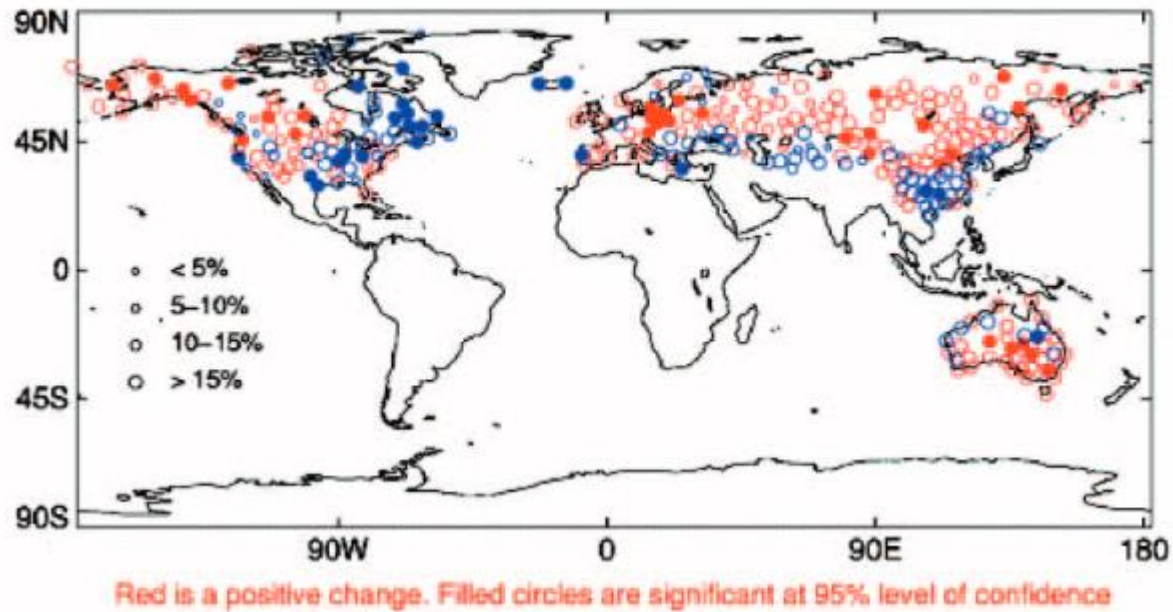 90N
45N
0
45S
90S
< 5%
5–10%
10–15%
> 15%
90W 0 90E 180
Red is a positive change. Filled circles are significant at 95% level of confidence